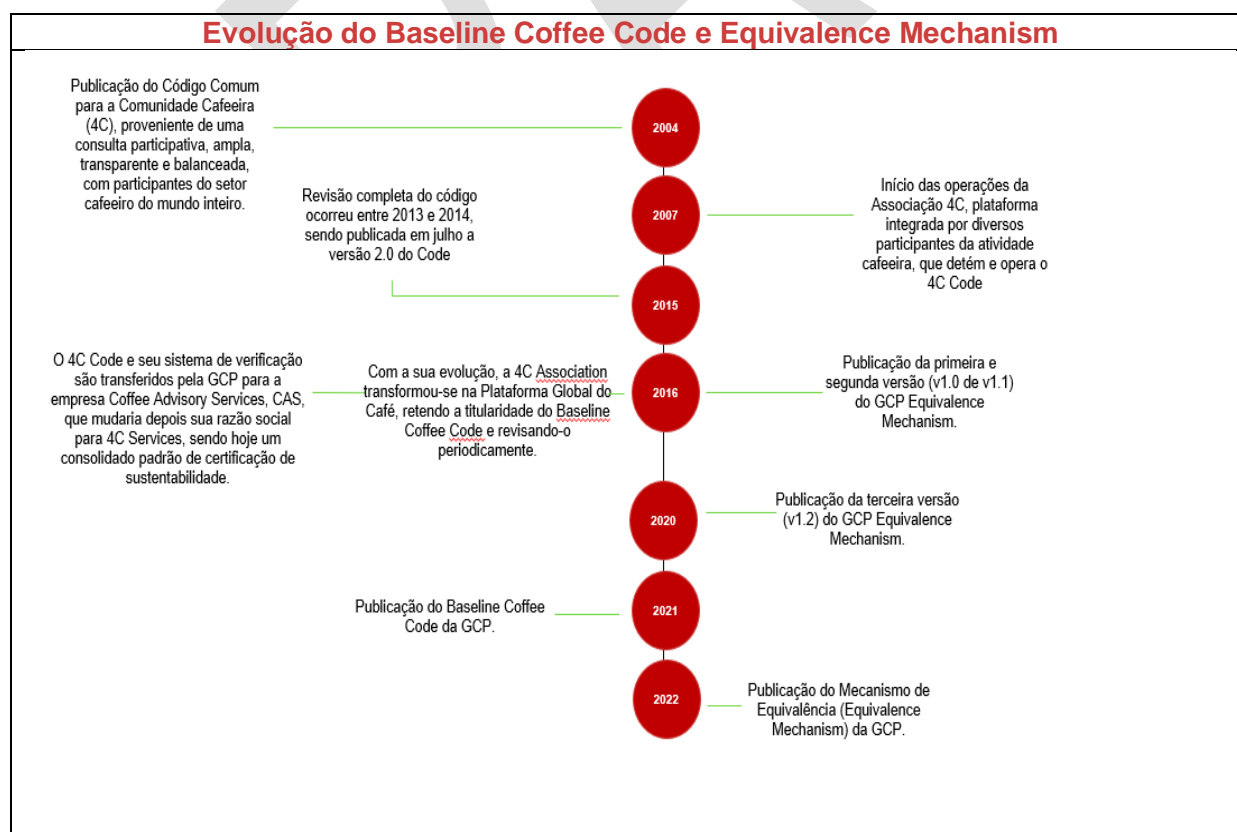 Evolução do Baseline Coffee Code e Equivalence Mechanism
Publicação do Código Comum
para a Comunidade Cafeeira
(4C), proveniente de uma
consulta participativa, ampla,
transparente e balanceada,
com participantes do setor
cafeeiro do mundo inteiro.
2004
Início das operações da
Associação 4C, plataforma
integrada por diversos
participantes da atividade
cafeeira, que detém e opera o
4C Code
2007
Revisão completa do código
ocorreu entre 2013 e 2014,
sendo publicada em julho a
versão 2.0 do Code
2015
O 4C Code e seu sistema de verificação
são transferidos pela GCP para a
empresa Coffee Advisory Services, CAS,
que mudaria depois sua razão social
para 4C Services, sendo hoje um
consolidado padrão de certificação de
sustentabilidade.
Com a sua evolução, a 4C Association
transformou-se na Plataforma Global do
Café, retendo a titularidade do Baseline
Coffee Code e revisando-o
periodicamente.
2016
Publicação da primeira e
segunda versão (v1.0 de v1.1)
do GCP Equivalence
Mechanism.
2020
Publicação da terceira versão
(v1.2) do GCP Equivalence
Mechanism.
Publicação do Baseline Coffee
Code da GCP.
2021
2022
Publicação do Mecanismo de
Equivalência (Equivalence
Mechanism) da GCP.